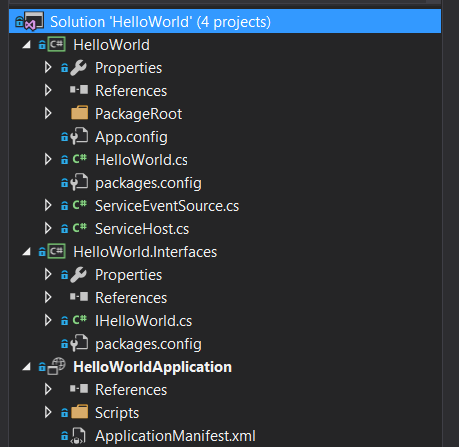 Solution 'HelloWorld' (4 projects)
C# HelloWorld
Properties
References
PackageRoot
App.config
C# HelloWorld.cs
packages.config
C# ServiceEventSource.cs
C# ServiceHost.cs
C# HelloWorld.Interfaces
Properties
References
C# IHelloWorld.cs
packages.config
HelloWorldApplication
References
Scripts
ApplicationManifest.xml